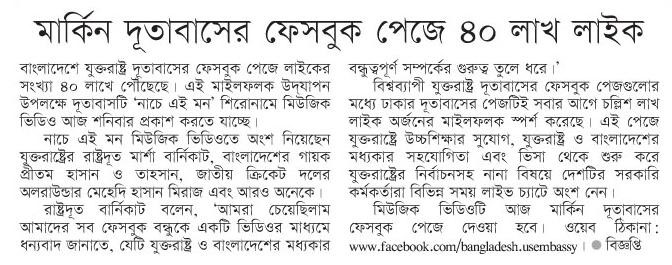 মার্কিন দূতাবাসের ফেসবুক পেজে ৪০ লাখ লাইক
বাংলাদেশে যুক্তরাষ্ট্র দূতাবাসের ফেসবুক পেজে লাইকের
সংখ্যা ৪০ লাখে পৌঁছেছে। এই মাইলফলক উদ্‌যাপন
উপলক্ষে দূতাবাসটি 'নাচে এই মন' শিরোনামে মিউজিক
ভিডিও আজ শনিবার প্রকাশ করতে যাচ্ছে।
নাচে এই মন মিউজিক ভিডিওতে অংশ নিয়েছেন
যুক্তরাষ্ট্রের রাষ্ট্রদূত মার্শা বার্নিকাট, বাংলাদেশের গায়ক
প্রীতম হাসান ও তাহসান, জাতীয় ক্রিকেট দলের
অলরাউন্ডার মেহেদি হাসান মিরাজ এবং আরও অনেকে।
রাষ্ট্রদূত বার্নিকাট বলেন, 'আমরা চেয়েছিলাম
আমাদের সব ফেসবুক বন্ধুকে একটি ভিডিওর মাধ্যমে
ধন্যবাদ জানাতে, যেটি যুক্তরাষ্ট্র ও বাংলাদেশের মধ্যকার
বন্ধুত্বপূর্ণ সম্পর্কের গুরুত্ব তুলে ধরে।'
বিশ্বব্যাপী যুক্তরাষ্ট্র দূতাবাসের ফেসবুক পেজগুলোর
মধ্যে ঢাকার দূতাবাসের পেজটিই সবার আগে চল্লিশ লাখ
লাইক অর্জনের মাইলফলক স্পর্শ করেছে। এই পেজে
যুক্তরাষ্ট্রে উচ্চশিক্ষার সুযোগ, যুক্তরাষ্ট্র ও বাংলাদেশের
মধ্যকার সহযোগিতা এবং ভিসা থেকে শুরু করে
যুক্তরাষ্ট্রের নির্বাচনসহ নানা বিষয়ে দেশটির সরকারি
কর্মকর্তারা বিভিন্ন সময় লাইভ চ্যাটে অংশ নেন।
মিউজিক ভিডিওটি আজ মার্কিন দূতাবাসের
ফেসবুক পেজে দেওয়া হবে। ওয়েব ঠিকানা:
www.facebook/com/bangladesh.usembassy। ● বিজ্ঞপ্তি